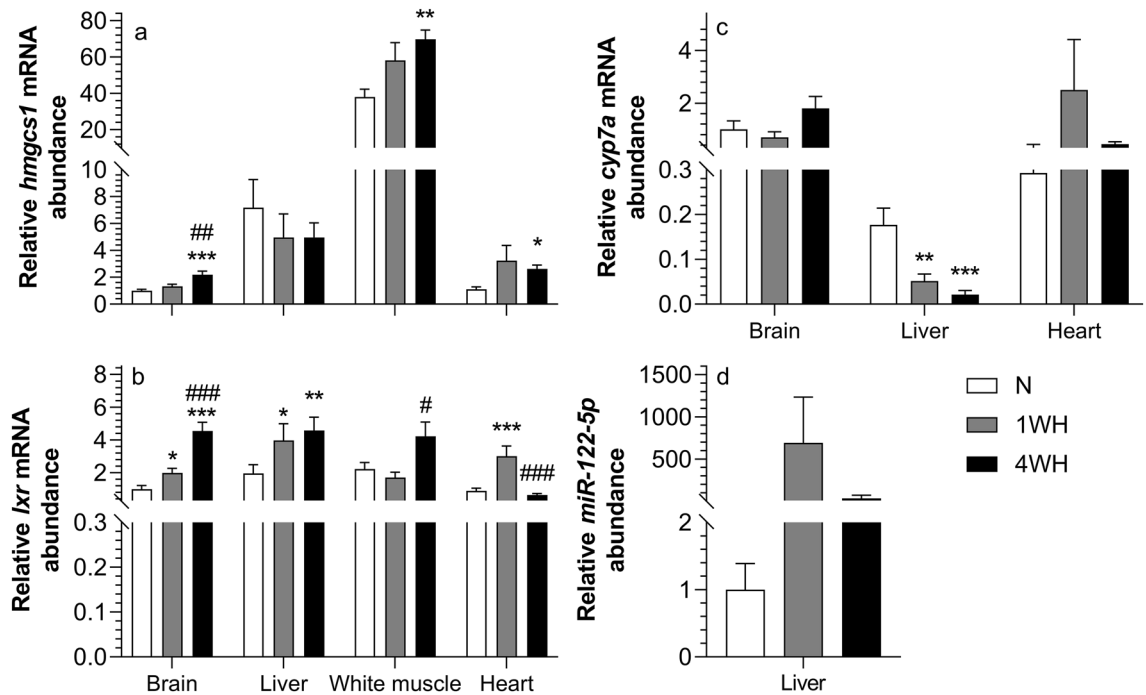 a
Relative hmgcs1 mRNA
abundance
80
60
40
20
10
8
6
4
2
0
##
***
**
*
c
Relative cyp7a mRNA
abundance
4
2
0.3
0.2
0.1
0.0
**
***
Brain Liver Heart
b
Relative lxr mRNA
abundance
8
6
4
2
0.3
0.2
0.1
0.0
*
###
***
*
**
#
***
###
Brain Liver White muscle Heart
d
Relative miR-122-5p
abundance
1500
1000
500
2
1
0
Liver
N
1WH
4WH